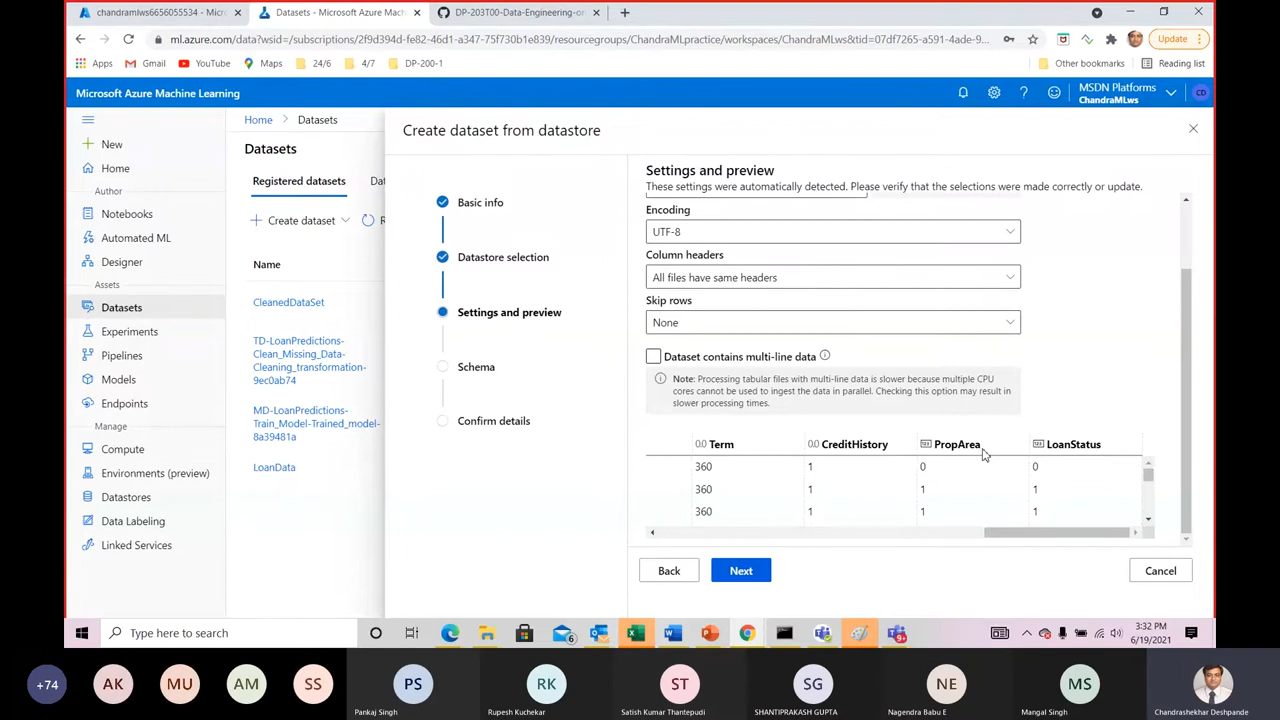 chandramlws6656055534 - Micr
Datasets - Microsoft Azure Machin
DP-203T00-Data-Engineering-on
ml.azure.com/data?wsid=/subscriptions/2f9d394d-fe82-46d1-a347-75f730b1e839/resourcegroups/ChandraMLpractice/workspaces/ChandraMLws&tid=07df7265-a591-4ade-9...
Update
Apps
Gmail
YouTube
Maps
24/6
4/7
DP-200-1
Other bookmarks
Reading list
Microsoft Azure Machine Learning
MSDN Platforms
ChandraMLws
CD
New
Home
Author
Notebooks
Automated ML
Designer
Assets
Datasets
Experiments
Pipelines
Models
Endpoints
Manage
Compute
Environments (preview)
Datastores
Data Labeling
Linked Services
Home > Datasets
Datasets
Registered datasets Dat
Create dataset
R
Name
CleanedDataSet
TD-LoanPredictions-
Clean_Missing_Data-
Cleaning_transformation-
9ec0ab74
MD-LoanPredictions-
Train_Model-Trained_model-
8a39481a
LoanData
Create dataset from datastore
Basic info
Datastore selection
Settings and preview
Schema
Confirm details
Settings and preview
These settings were automatically detected. Please verify that the selections were made correctly or update.
Encoding
UTF-8
Column headers
All files have same headers
Skip rows
None
Dataset contains multi-line data
Note: Processing tabular files with multi-line data is slower because multiple CPU
cores cannot be used to ingest the data in parallel. Checking this option may result in
slower processing times.
0.0 Term 0.0 CreditHistory 123 PropArea 123 LoanStatus
360 1 0 0
360 1 1 1
360 1 1 1
Back
Next
Cancel
Type here to search
6
9+
3:32 PM
6/19/2021
+74
AK
MU
AM
SS
PS
Pankaj Singh
RK
Rupesh Kuchekar
ST
Satish Kumar Thantepudi
SG
SHANTIPRAKASH GUPTA
NE
Nagendra Babu E
MS
Mangal Singh
Chandrashekhar Deshpande